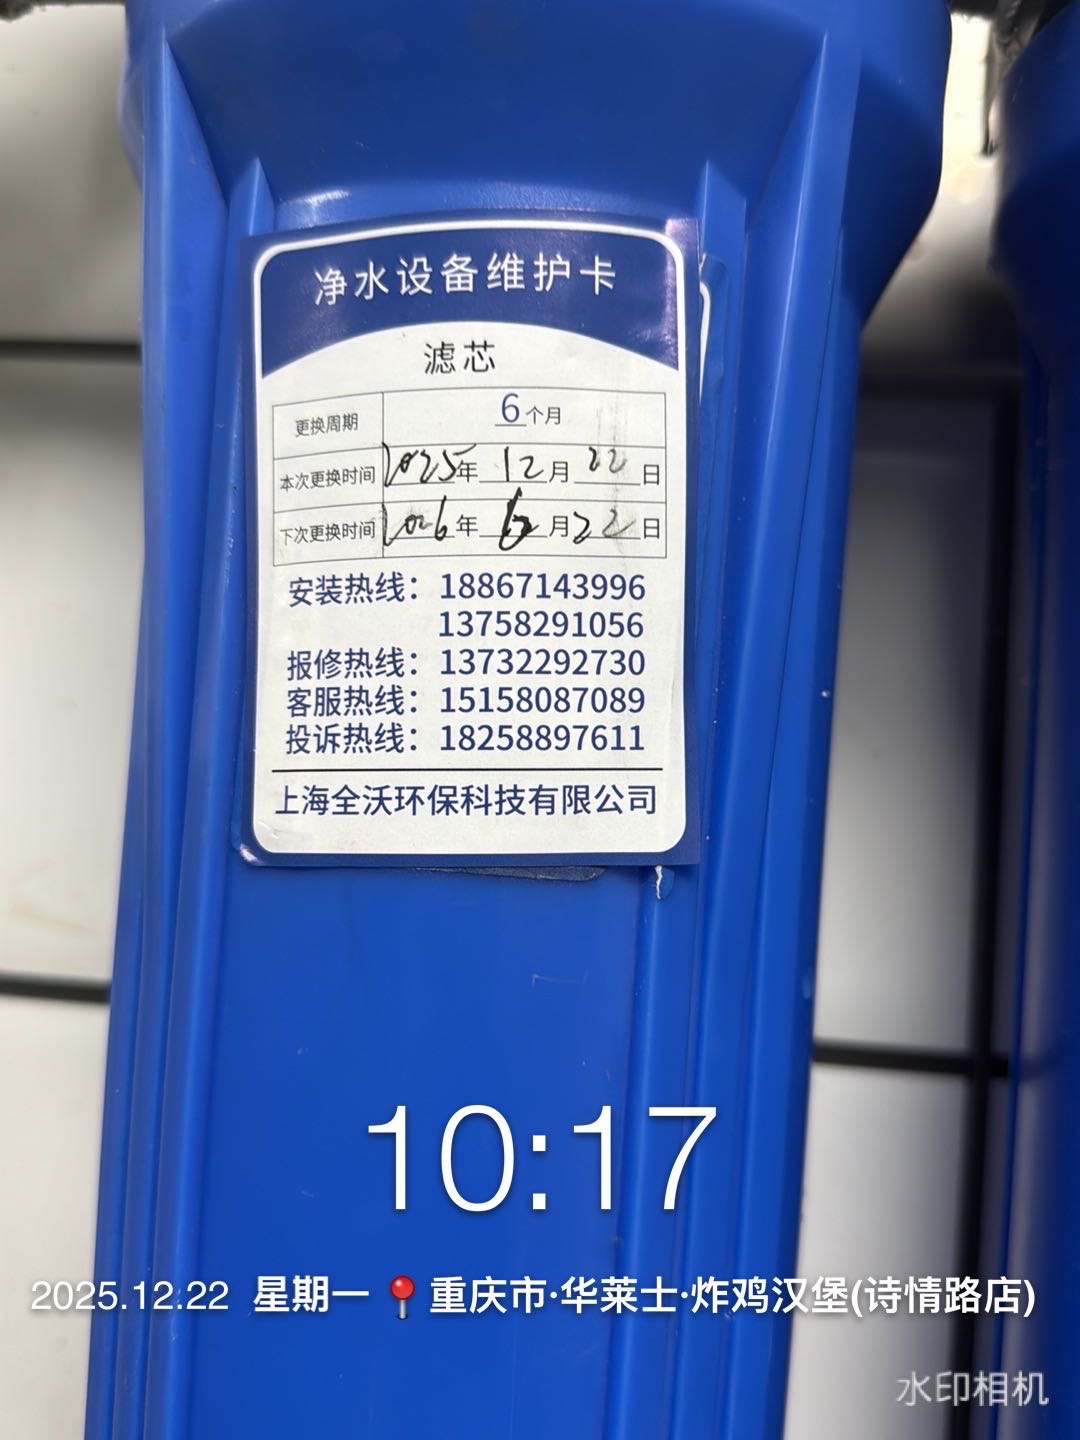 净水设备维护卡
滤芯
更换周期 6个月
本次更换时间 2025年12月22日
下次更换时间 2026年6月22日
安装热线：18867143996
13758291056
报修热线：13732292730
客服热线：15158087089
投诉热线：18258897611
上海全沃环保科技有限公司
10:17
2025.12.22 星期一 📍重庆市·华莱士·炸鸡汉堡(诗情路店)
水印相机